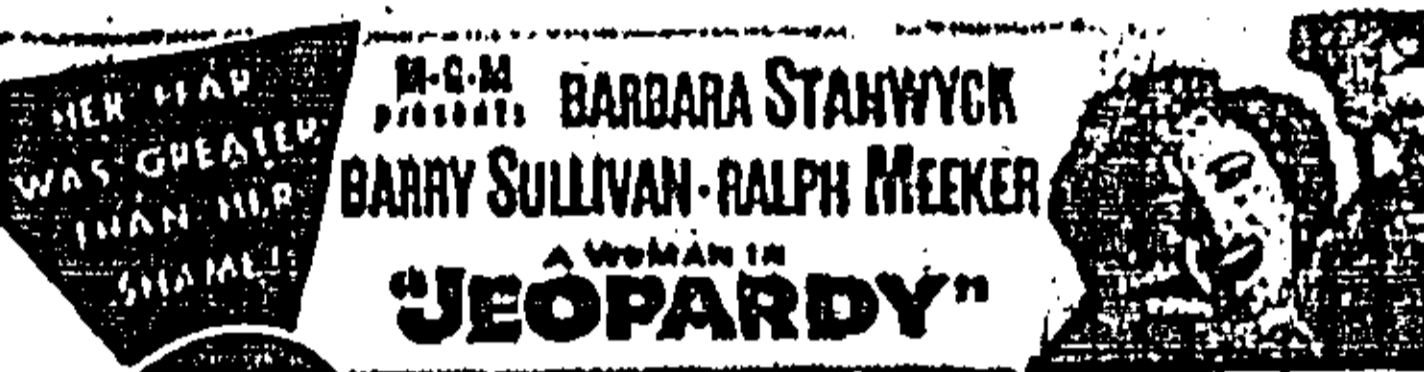 HER FEAR
WAS GREATER
THAN HER
SHAME!
M-G-M
presents
BARBARA STANWYCK
BARRY SULLIVAN · RALPH MEEKER
A WOMAN IN
"JEOPARDY"